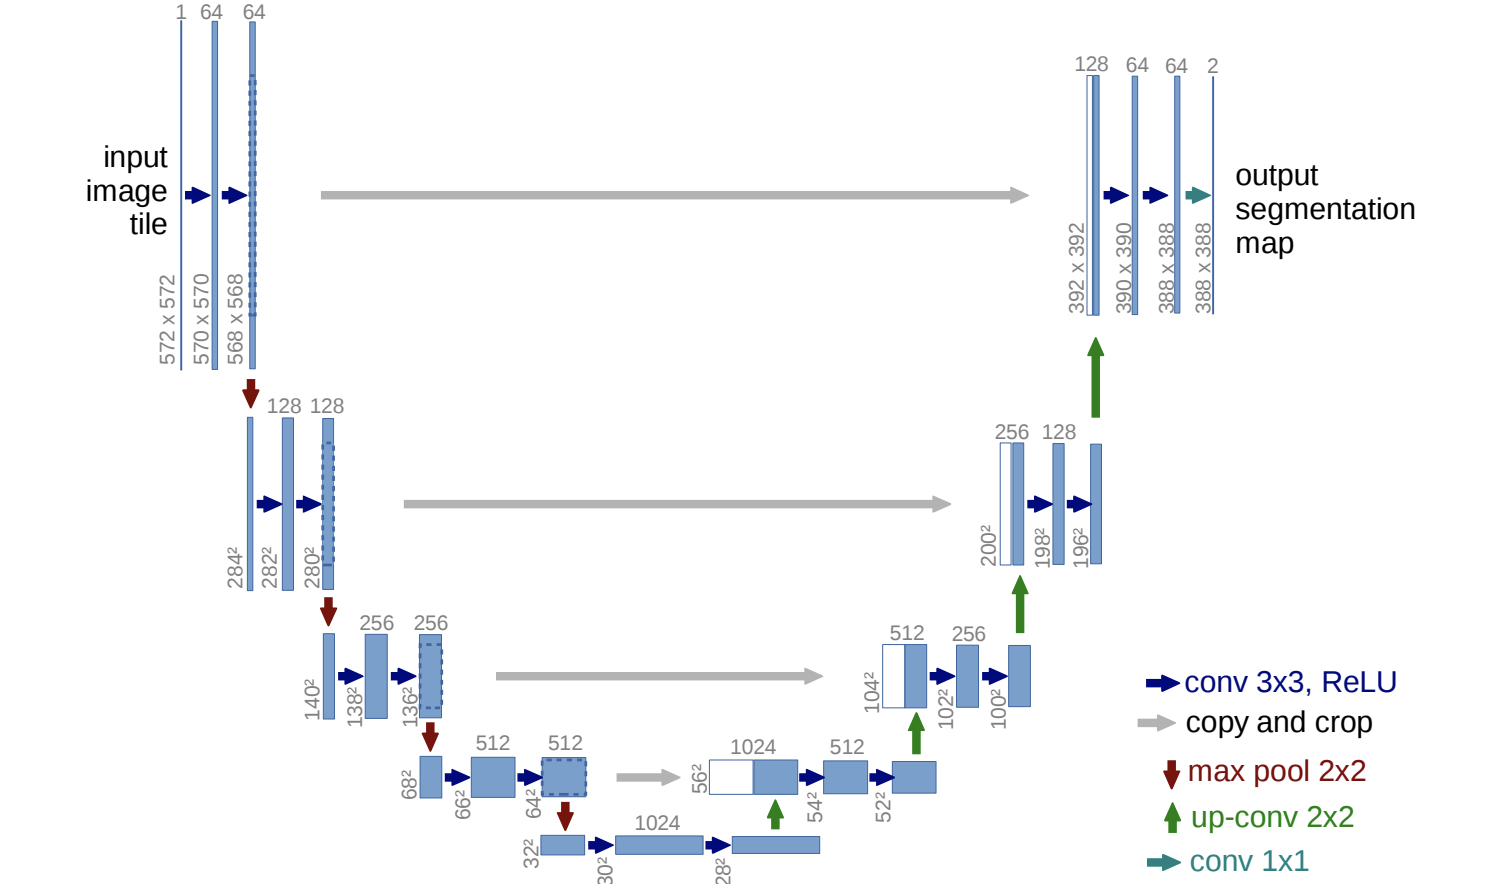 1 64 64
128 64 64 2
input
image
tile
output
segmentation
map
572 x 572
570 x 570
568 x 568
392 x 392
390 x 390
388 x 388
388 x 388
128 128
256 128
284²
282²
280²
200²
198²
196²
256 256
512 256
140²
138²
136²
104²
102²
100²
512 512
1024 512
68²
66²
64²
56²
54²
52²
1024
32²
30²
28²
conv 3x3, ReLU
copy and crop
max pool 2x2
up-conv 2x2
conv 1x1